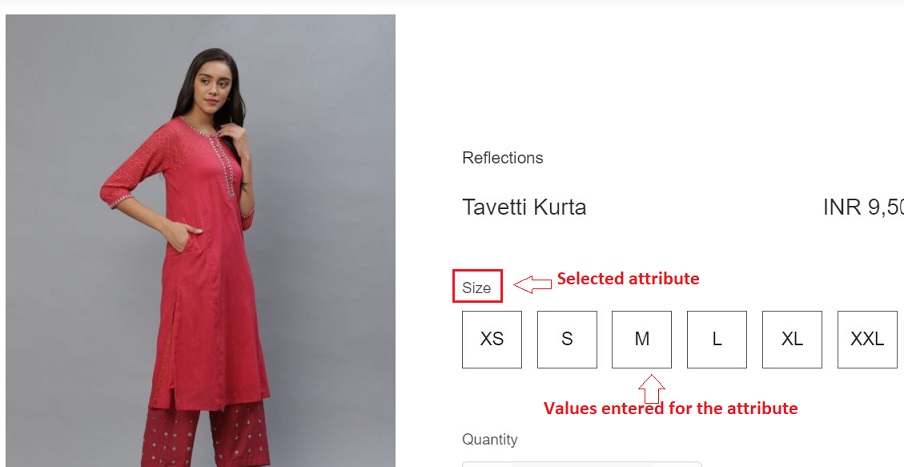 Reflections
Tavetti Kurta
INR 9,50
Size
Selected attribute
XS
S
M
L
XL
XXL
Values entered for the attribute
Quantity